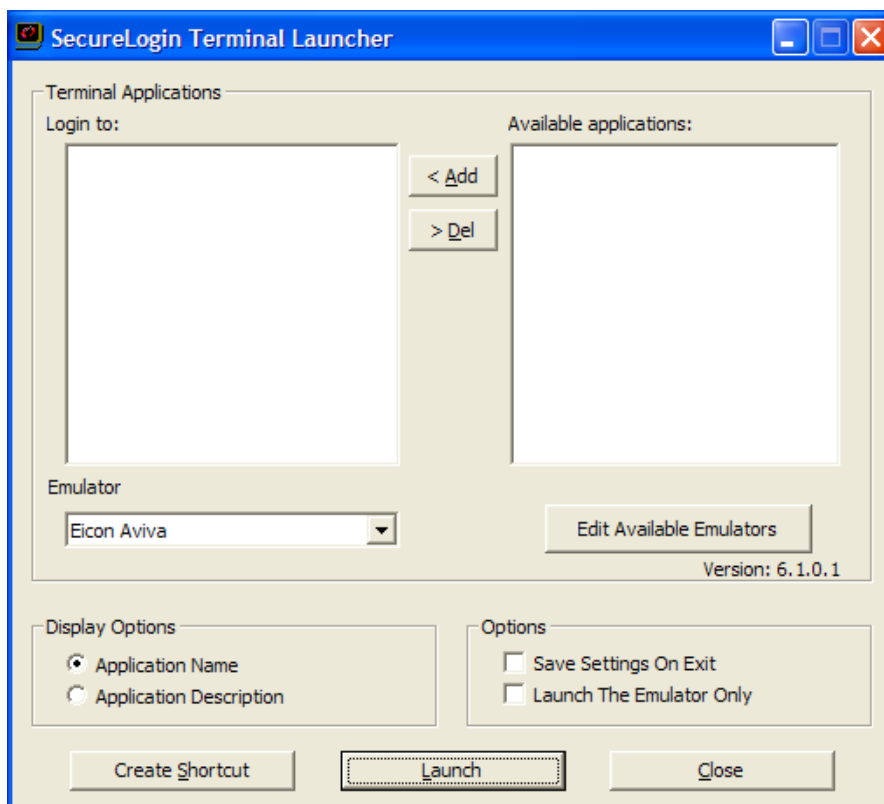 SecureLogin Terminal Launcher
Terminal Applications
Login to:
Available applications:
< Add
> Del
Emulator
Eicon Aviva
Edit Available Emulators
Version: 6.1.0.1
Display Options
Application Name
Application Description
Options
Save Settings On Exit
Launch The Emulator Only
Create Shortcut
Launch
Close